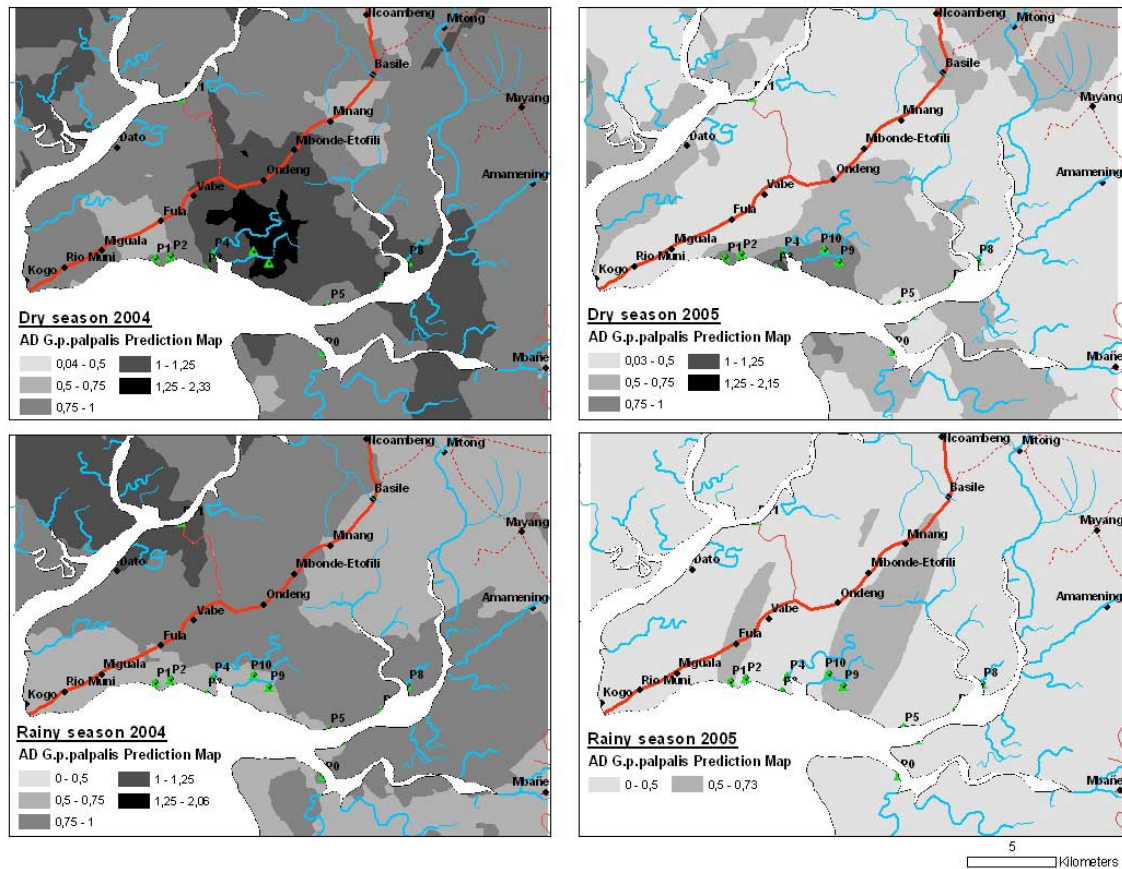 Ilcoambeng
Mitong
Basile
Mayang
Minang
Dato
Mibonde-Etofili
Amamening
Ondeng
Vabe
Fula
Miguala
P1 P2
P4
P8
Rio Muni
Kogo
P5
Dry season 2004
AD G.p.palpalis Prediction Map
0,04 - 0,5 1 - 1,25
0,5 - 0,75 1,25 - 2,33
0,75 - 1
Mbañe
Ilcoambeng
Mitong
Basile
Mayang
Minang
Dato
Mibonde-Etofili
Amamening
Ondeng
Vabe
Fula
Miguala
P1 P2
P4
P10
P9
P8
Rio Muni
Kogo
P5
Dry season 2005
AD G.p.palpalis Prediction Map
0,03 - 0,5 1 - 1,25
0,5 - 0,75 1,25 - 2,15
0,75 - 1
Mbañe
Ilcoambeng
Mitong
Basile
Mayang
Minang
Dato
Mibonde-Etofili
Amamening
Ondeng
Vabe
Fula
Miguala
P1 P2
P4
P10
P9
P8
Rio Muni
Kogo
P5
Rainy season 2004
AD G.p.palpalis Prediction Map
0 - 0,5 1 - 1,25
0,5 - 0,75 1,25 - 2,06
0,75 - 1
Mbañe
Ilcoambeng
Mitong
Basile
Mayang
Minang
Dato
Mibonde-Etofili
Amamening
Ondeng
Vabe
Fula
Miguala
P1 P2
P4
P10
P9
P8
Rio Muni
Kogo
P5
Rainy season 2005
AD G.p.palpalis Prediction Map
0 - 0,5 0,5 - 0,73
Mbañe
5
Kilometers